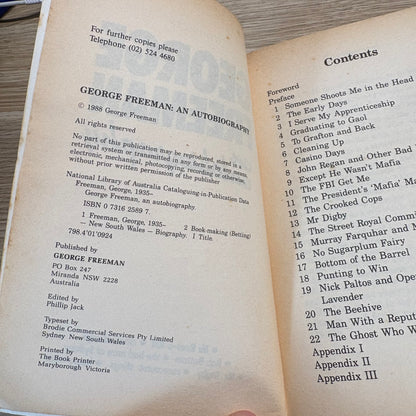 For further copies please
Telephone (02) 524 4680
GEORGE FREEMAN: AN AUTOBIOGRAPHY
© 1988 George Freeman
All rights reserved
No part of this publication may be reproduced, stored in a
retrieval system or transmitted in any form or by any means,
electronic, mechanical, photocopying, recording or otherwise,
without prior written permission of the publisher
National Library of Australia Cataloguing-in-Publication Data
Freeman, George, 1935–
George Freeman, an autobiography.
ISBN 0 7316 2589 7.
1 Freeman, George, 1935– 2 Book-making (Betting)
— New South Wales — Biography. 1 Title.
798.4'01'0924
Published by
GEORGE FREEMAN
PO Box 247
Miranda NSW 2228
Australia
Edited by
Phillip Jack
Typeset by
Brodie Commercial Services Pty Limited
Sydney New South Wales
Printed by
The Book Printer
Maryborough Victoria
Contents
Foreword
Preface
1 Someone Shoots Me in the Head
2 The Early Days
3 I Serve My Apprenticeship
4 Graduating to Gaol
5 To Grafton and Back
6 Cleaning Up
7 Casino Days
8 John Regan and Other Bad
9 Except He Wasn't Mafia
10 The FBI Get Me
11 The President's 'Mafia' Ma
12 The Crooked Cops
13 Mr Digby
14 The Street Royal Commi
15 Murray Farquhar and M
16 No Sugarplum Fairy
17 Bottom of the Barrel
18 Punting to Win
19 Nick Paltos and Oper
Lavender
20 The Beehive
21 Man With a Reput
22 The Ghost Who W
Appendix I
Appendix II
Appendix III